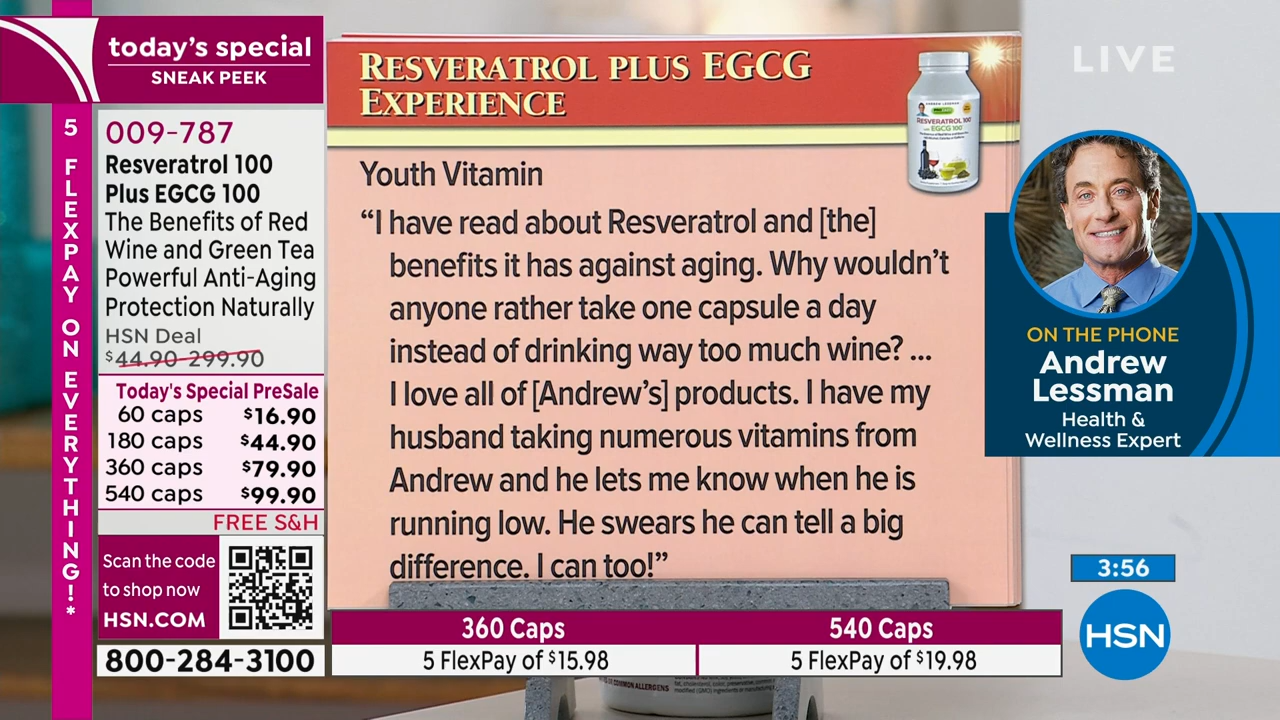 today's special
SNEAK PEEK
5 FLEXPAY ON EVERYTHING!*
009-787
Resveratrol 100
Plus EGCG 100
The Benefits of Red
Wine and Green Tea
Powerful Anti-Aging
Protection Naturally
HSN Deal
$44.90-299.90
Today's Special PreSale
60 caps $16.90
180 caps $44.90
360 caps $79.90
540 caps $99.90
FREE S&H
Scan the code
to shop now
HSN.COM
800-284-3100
RESVERATROL PLUS EGCG
EXPERIENCE
RESVERATROL 100
EGCG 100
Youth Vitamin
“I have read about Resveratrol and [the]
benefits it has against aging. Why wouldn’t
anyone rather take one capsule a day
instead of drinking way too much wine? ...
I love all of [Andrew’s] products. I have my
husband taking numerous vitamins from
Andrew and he lets me know when he is
running low. He swears he can tell a big
difference. I can too!”
COMMON ALLERGENS
360 Caps
5 FlexPay of $15.98
540 Caps
5 FlexPay of $19.98
LIVE
ON THE PHONE
Andrew
Lessman
Health &
Wellness Expert
3:56
HSN